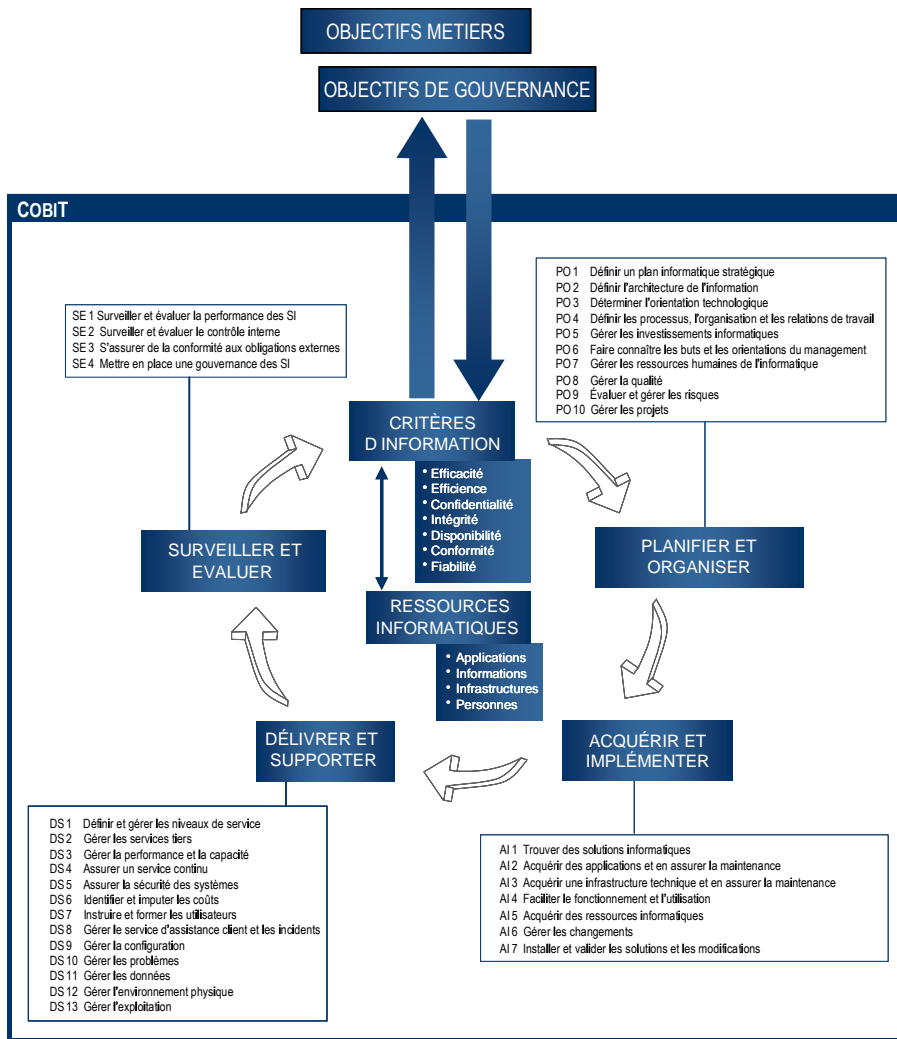 OBJECTIFS METIERS
OBJECTIFS DE GOUVERNANCE
COBIT
PO 1 Définir un plan informatique stratégique
PO 2 Définir l'architecture de l'information
PO 3 Déterminer l'orientation technologique
PO 4 Définir les processus, l'organisation et les relations de travail
PO 5 Gérer les investissements informatiques
PO 6 Faire connaître les buts et les orientations du management
PO 7 Gérer les ressources humaines de l'informatique
PO 8 Gérer la qualité
PO 9 Évaluer et gérer les risques
PO 10 Gérer les projets
SE 1 Surveiller et évaluer la performance des SI
SE 2 Surveiller et évaluer le contrôle interne
SE 3 S'assurer de la conformité aux obligations externes
SE 4 Mettre en place une gouvernance des SI
CRITÈRES
D INFORMATION
• Efficacité
• Efficience
• Confidentialité
• Intégrité
• Disponibilité
• Conformité
• Fiabilité
SURVEILLER ET
EVALUER
PLANIFIER ET
ORGANISER
RESSOURCES
INFORMATIQUES
• Applications
• Informations
• Infrastructures
• Personnes
DÉLIVRER ET
SUPPORTER
ACQUÉRIR ET
IMPLÉMENTER
DS 1 Définir et gérer les niveaux de service
DS 2 Gérer les services tiers
DS 3 Gérer la performance et la capacité
DS 4 Assurer un service continu
DS 5 Assurer la sécurité des systèmes
DS 6 Identifier et imputer les coûts
DS 7 Instruire et former les utilisateurs
DS 8 Gérer le service d'assistance client et les incidents
DS 9 Gérer la configuration
DS 10 Gérer les problèmes
DS 11 Gérer les données
DS 12 Gérer l'environnement physique
DS 13 Gérer l'exploitation
AI 1 Trouver des solutions informatiques
AI 2 Acquérir des applications et en assurer la maintenance
AI 3 Acquérir une infrastructure technique et en assurer la maintenance
AI 4 Faciliter le fonctionnement et l'utilisation
AI 5 Acquérir des ressources informatiques
AI 6 Gérer les changements
AI 7 Installer et valider les solutions et les modifications